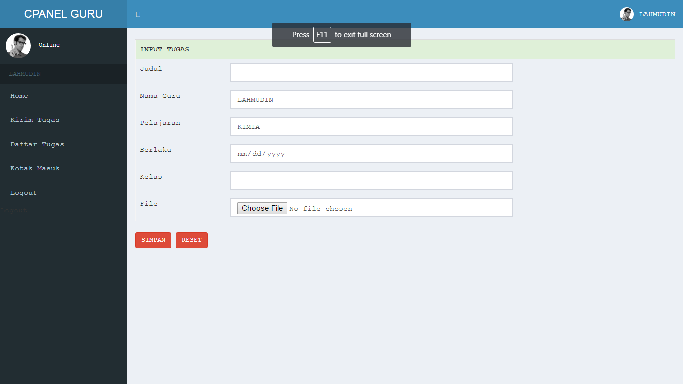 CPANEL GURU
LAHMUDIN
Press F11 to exit full screen
Online
LAHMUDIN
Home
Kirim Tugas
Daftar Tugas
Kotak Masuk
Logout
INPUT TUGAS
Judul
Nama Guru
LAHMUDIN
Pelajaran
KIMIA
Berlaku
mm/dd/yyyy
Kelas
File
Choose File No file chosen
SIMPAN RESET